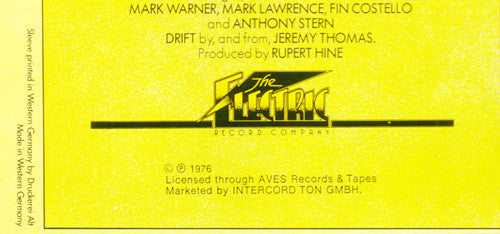 MARK WARNER, MARK LAWRENCE, FIN COSTELLO
and ANTHONY STERN
DRIFT by, and from, JEREMY THOMAS.
Produced by RUPERT HINE
The
ELECTRIC
RECORD COMPANY
© ℗ 1976
Licensed through AVES Records & Tapes
Marketed by INTERCORD TON GMBH.
Sleeve printed in Western Germany by Druckerei Alt
Made in Western Germany